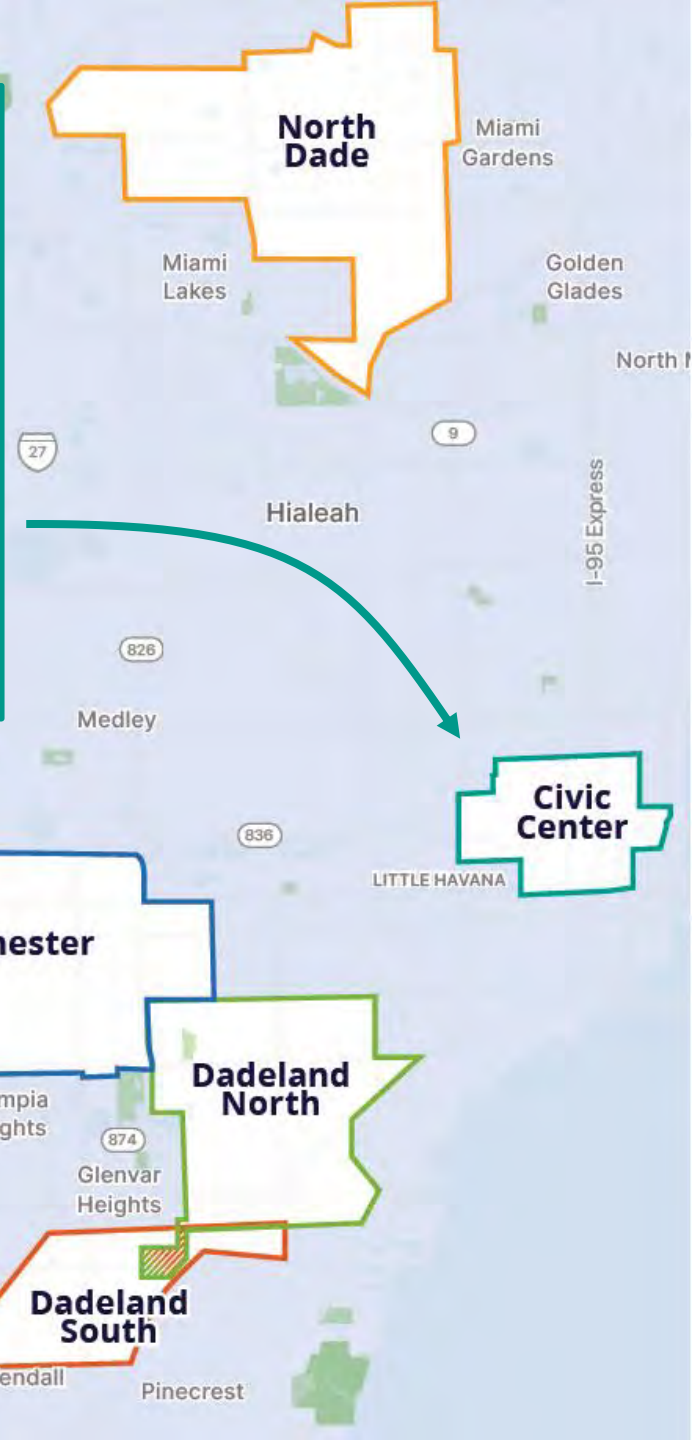 North
Dade
Miami
Gardens
Miami
Lakes
Golden
Glades
North
9
27
Hialeah
I-95 Express
826
Medley
Civic
Center
836
LITTLE HAVANA
hester
Dadeland
North
mpia
ghts
874
Glenvar
Heights
Dadeland
South
endall
Pinecrest